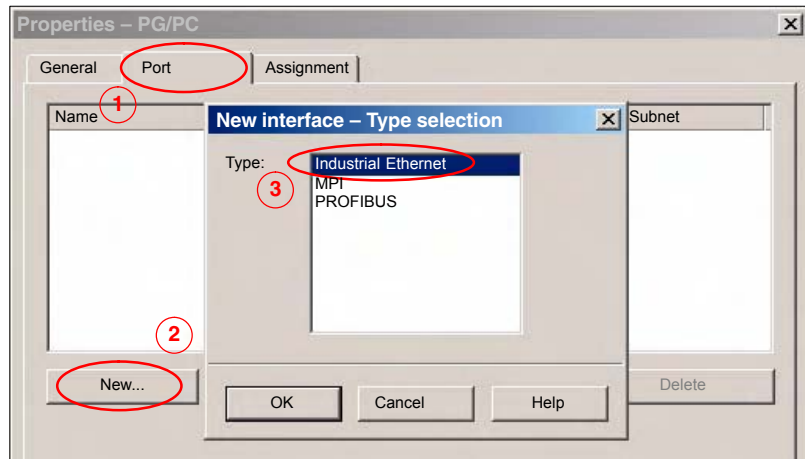 Properties – PG/PC
General Port Assignment
1
Name Subnet
New interface – Type selection
Type: Industrial Ethernet
MPI
PROFIBUS
3
2
New... Delete
OK Cancel Help